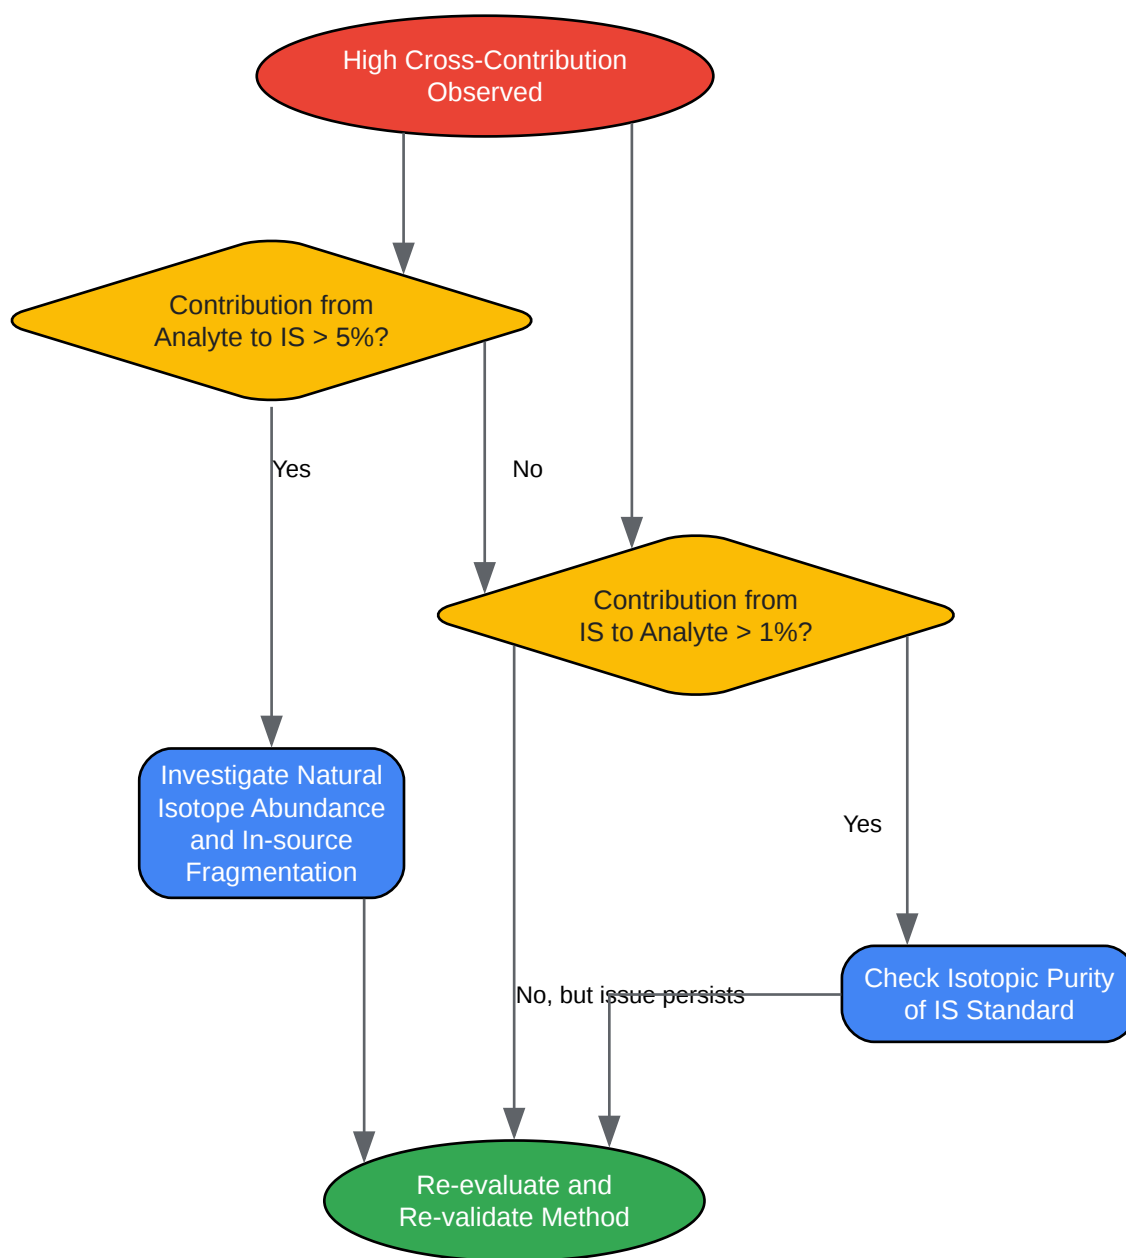 High Cross-Contribution
Observed
Contribution from
Analyte to IS > 5%?
Yes
No
Contribution from
IS to Analyte > 1%?
Investigate Natural
Isotope Abundance
and In-source
Fragmentation
Yes
No, but issue persists
Check Isotopic Purity
of IS Standard
Re-evaluate and
Re-validate Method